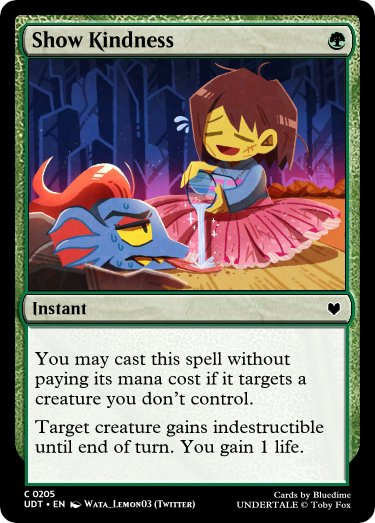 Show Kindness
Instant
You may cast this spell without
paying its mana cost if it targets a
creature you don't control.
Target creature gains indestructible
until end of turn. You gain 1 life.
C 0205
UDT • EN Wata_Lemon03 (Twitter)
Cards by Bluedime
UNDERTALE © Toby Fox